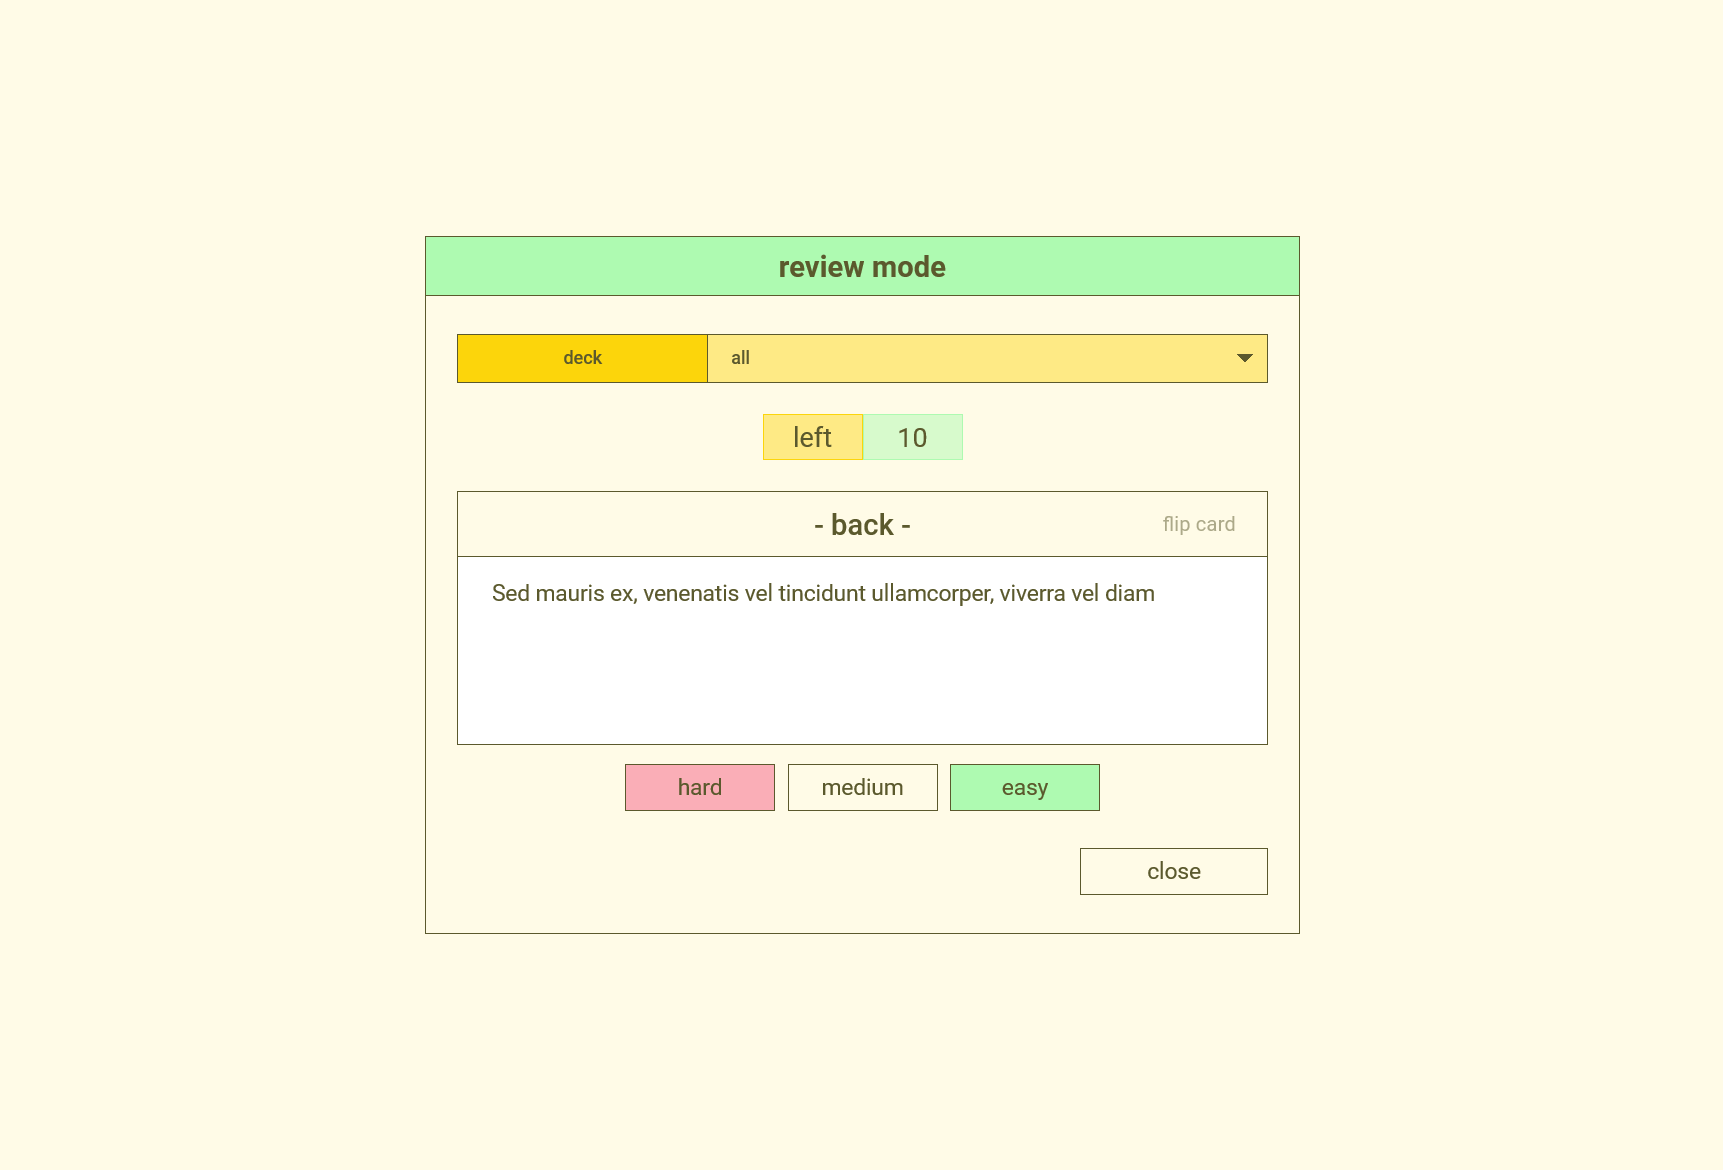 review mode
deck
all
left
10
- back -
flip card
Sed mauris ex, venenatis vel tincidunt ullamcorper, viverra vel diam
hard
medium
easy
close